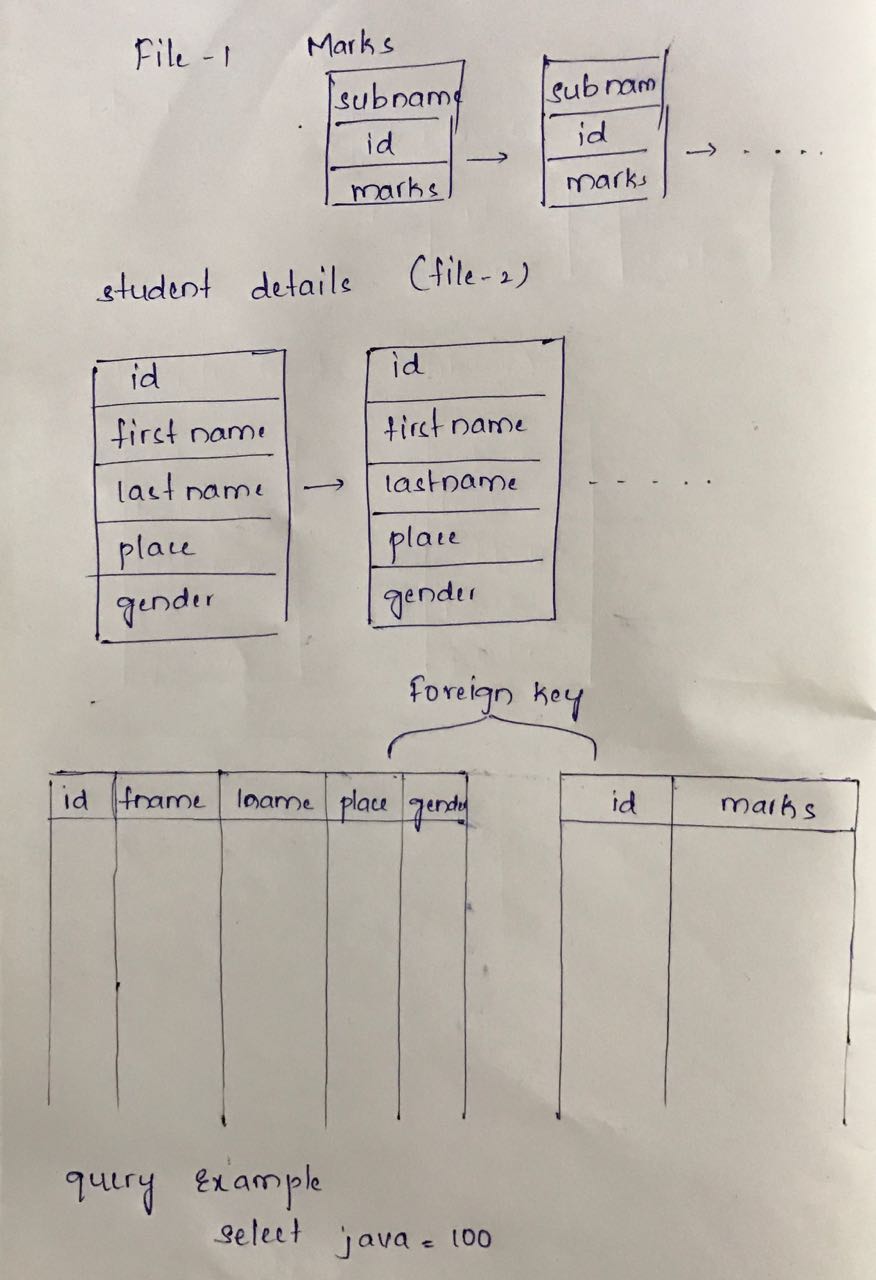 File - 1 Marks
subname subnam
id id
→ → . . . .
marks marks
student details (file-2)
id id
first name first name
last name → lastname - - . . .
place place
gender gender
Foreign key
id fname lname place gender id marks
query Example
select java = 100